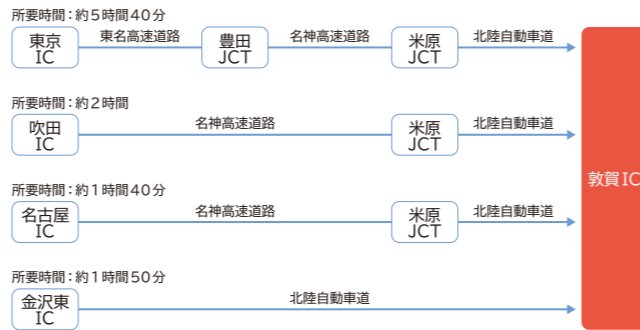 所要時間：約5時間40分
東京
IC
東名高速道路
豊田
JCT
名神高速道路
米原
JCT
北陸自動車道
所要時間：約2時間
吹田
IC
名神高速道路
米原
JCT
北陸自動車道
敦賀IC
所要時間：約1時間40分
名古屋
IC
名神高速道路
米原
JCT
北陸自動車道
所要時間：約1時間50分
金沢東
IC
北陸自動車道